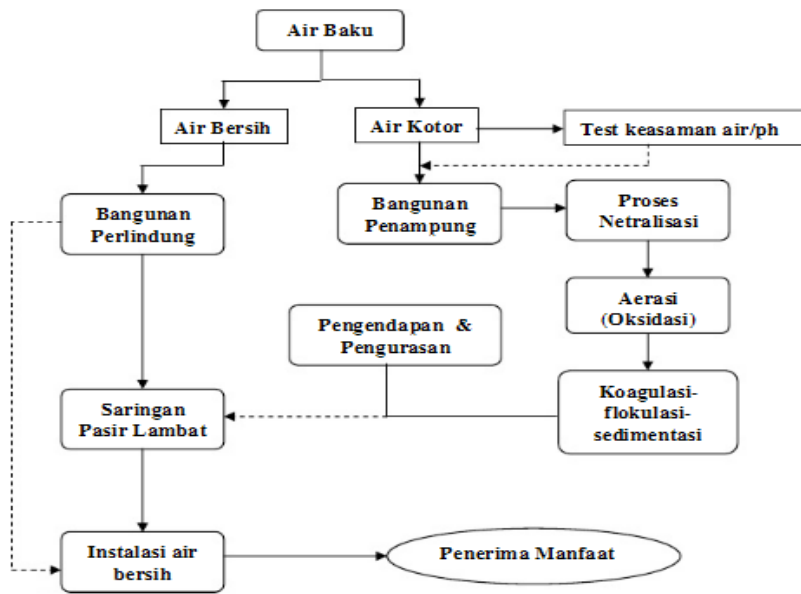 Air Baku
Air Bersih
Air Kotor
Test keasaman air/ph
Bangunan
Perlindung
Bangunan
Penampung
Proses
Netralisasi
Aerasi
(Oksidasi)
Pengendapan &
Pengurasan
Koagulasi-
flokulasi-
sedimentasi
Saringan
Pasir Lambat
Instalasi air
bersih
Penerima Manfaat